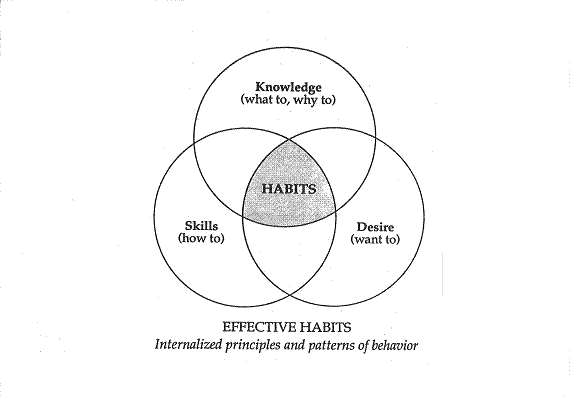 Knowledge
(what to, why to)
HABITS
Skills
(how to)
Desire
(want to)
EFFECTIVE HABITS
Internalized principles and patterns of behavior